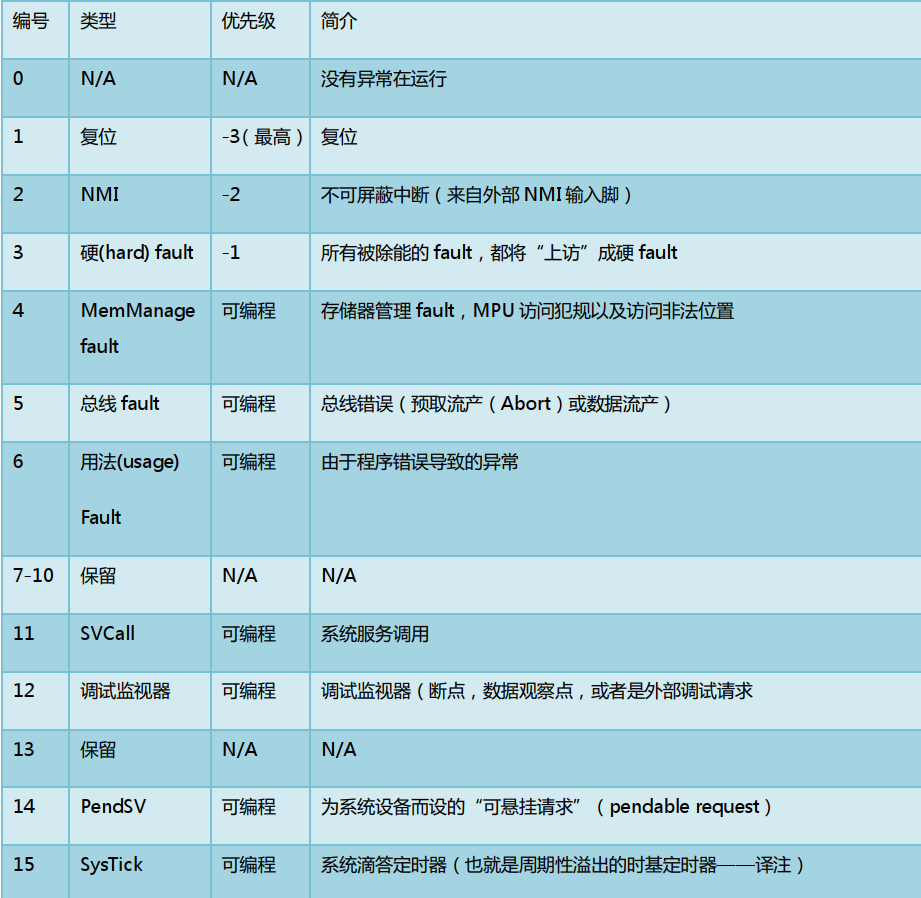 编号 类型 优先级 简介
0 N/A N/A 没有异常在运行
1 复位 -3（最高） 复位
2 NMI -2 不可屏蔽中断（来自外部 NMI 输入脚）
3 硬(hard) fault -1 所有被除能的 fault，都将“上访”成硬 fault
4 MemManage 可编程 存储器管理 fault，MPU 访问犯规以及访问非法位置
fault
5 总线 fault 可编程 总线错误（预取流产（Abort）或数据流产）
6 用法(usage) 可编程 由于程序错误导致的异常
Fault
7-10 保留 N/A N/A
11 SVCall 可编程 系统服务调用
12 调试监视器 可编程 调试监视器（断点，数据观察点，或者是外部调试请求
13 保留 N/A N/A
14 PendSV 可编程 为系统设备而设的“可悬挂请求”（pendable request）
15 SysTick 可编程 系统滴答定时器（也就是周期性溢出的时基定时器——译注）